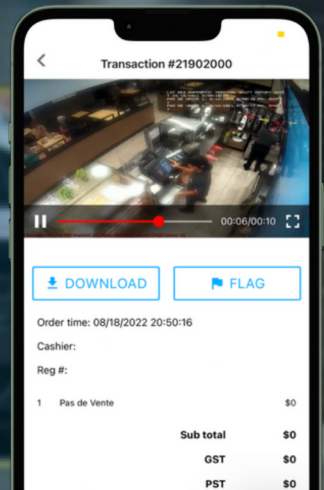 Transaction #21902000
00:06/00:10
DOWNLOAD
FLAG
Order time: 08/18/2022 20:50:16
Cashier:
Reg #:
1 Pas de Vente $0
Sub total $0
GST $0
PST $0